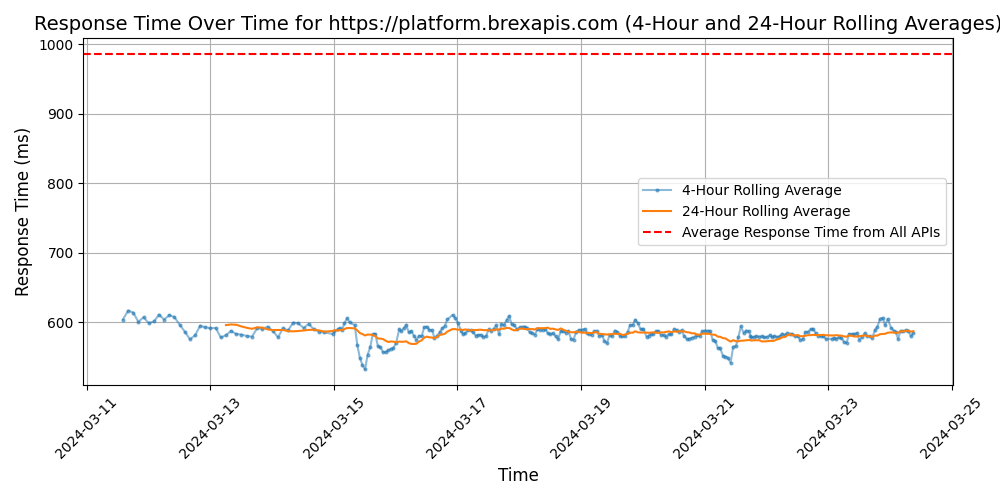 Response Time Over Time for https://platform.brexapis.com (4-Hour and 24-Hour Rolling Averages)
Response Time (ms)
1000
900
800
700
600
4-Hour Rolling Average
24-Hour Rolling Average
Average Response Time from All APIs
2024-03-11
2024-03-13
2024-03-15
2024-03-17
2024-03-19
2024-03-21
2024-03-23
2024-03-25
Time